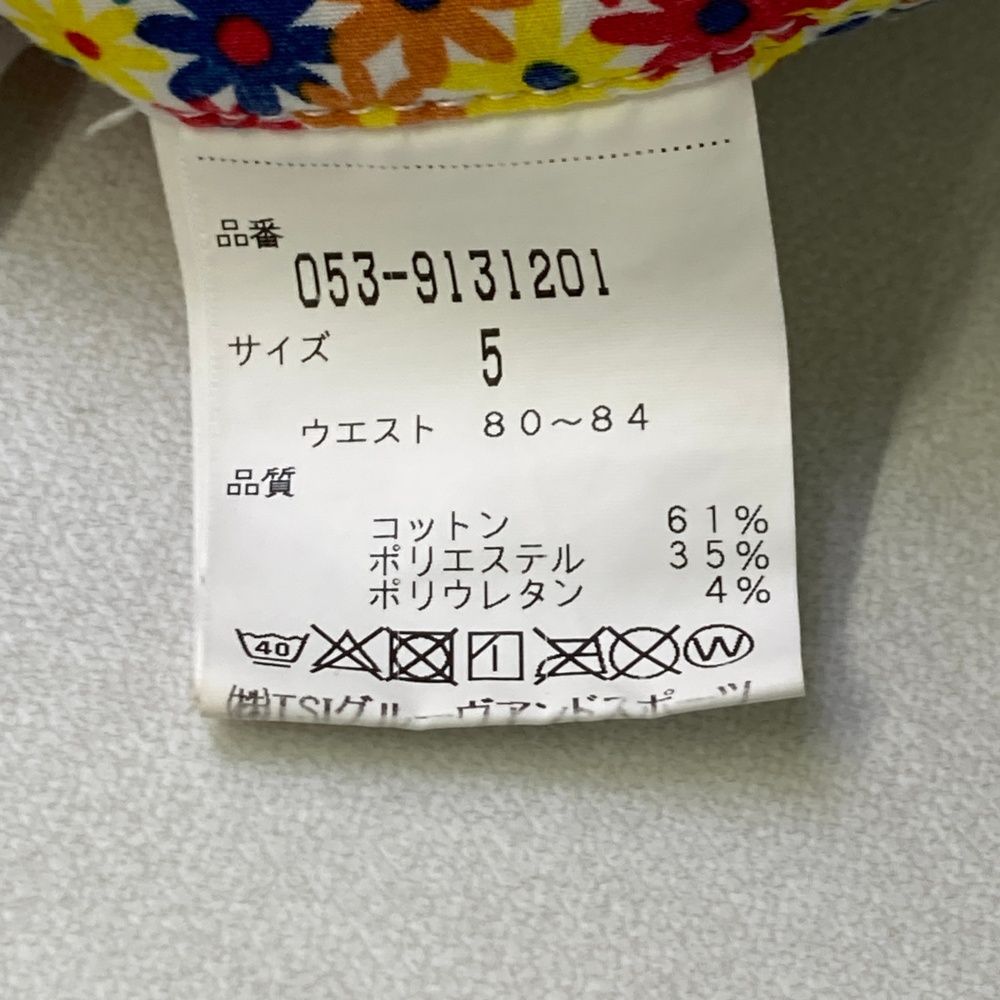 品番
053-9131201
サイズ 5
ウエスト 80～84
品質
コットン 61%
ポリエステル 35%
ポリウレタン 4%
40 W
㈱TSIグルーヴアンドスポーツ